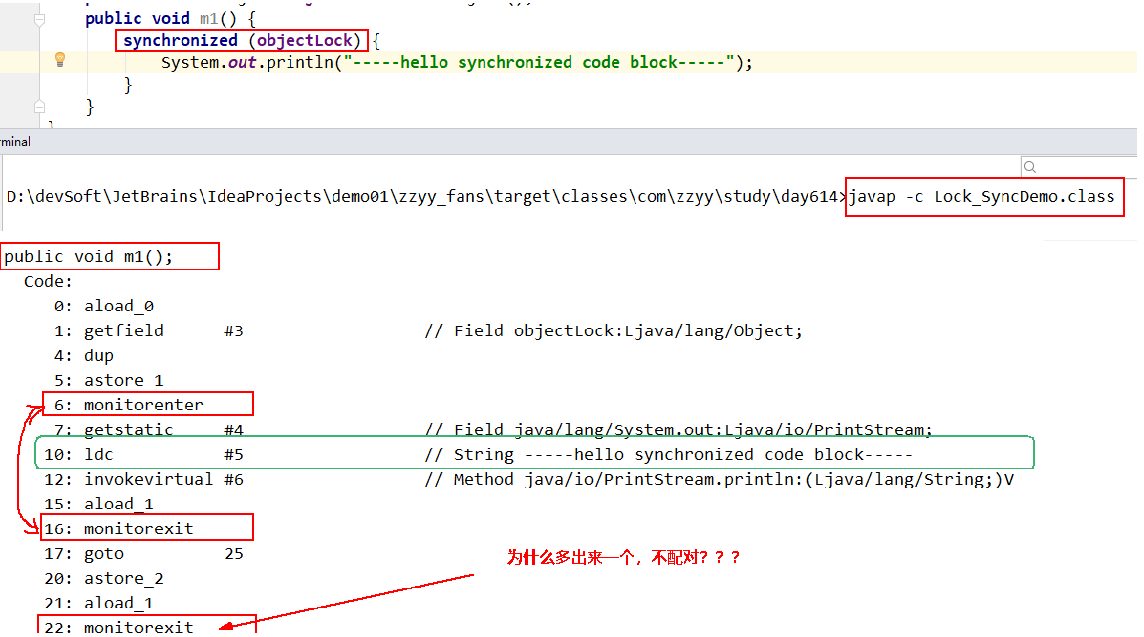 public void m1() {
synchronized (objectLock) {
System.out.println("-----hello synchronized code block-----");
}
}
minal
D:\devSoft\JetBrains\IdeaProjects\demo01\zzyy_fans\target\classes\com\zzyy\study\day614>javap -c Lock_SyncDemo.class
public void m1();
Code:
0: aload_0
1: getfield #3 // Field objectLock:Ljava/lang/Object;
4: dup
5: astore_1
6: monitorenter
7: getstatic #4 // Field java/lang/System.out:Ljava/io/PrintStream;
10: ldc #5 // String -----hello synchronized code block-----
12: invokevirtual #6 // Method java/io/PrintStream.println:(Ljava/lang/String;)V
15: aload_1
16: monitorexit
17: goto 25
为什么多出来一个，不配对？？？
20: astore_2
21: aload_1
22: monitorexit